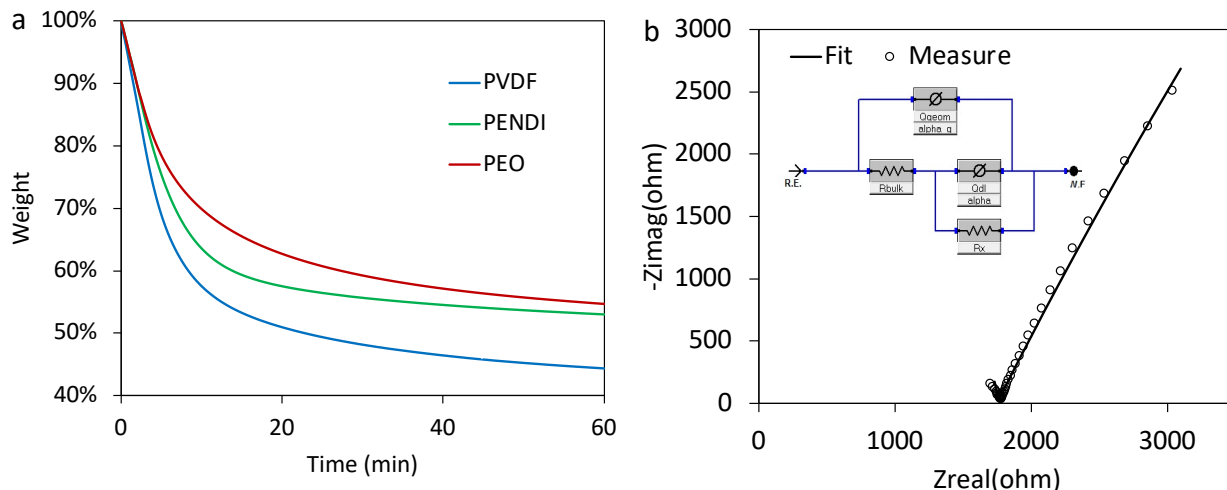 a
100%
90%
80%
70%
60%
50%
40%
Weight
PVDF
PENDI
PEO
0
20
40
60
Time (min)
b
3000
2500
2000
1500
1000
500
0
-Zimag(ohm)
Fit
Measure
Qgeom
alpha_g
R.E.
Rbulk
Qdl
alpha
Rx
0
1000
2000
3000
Zreal(ohm)